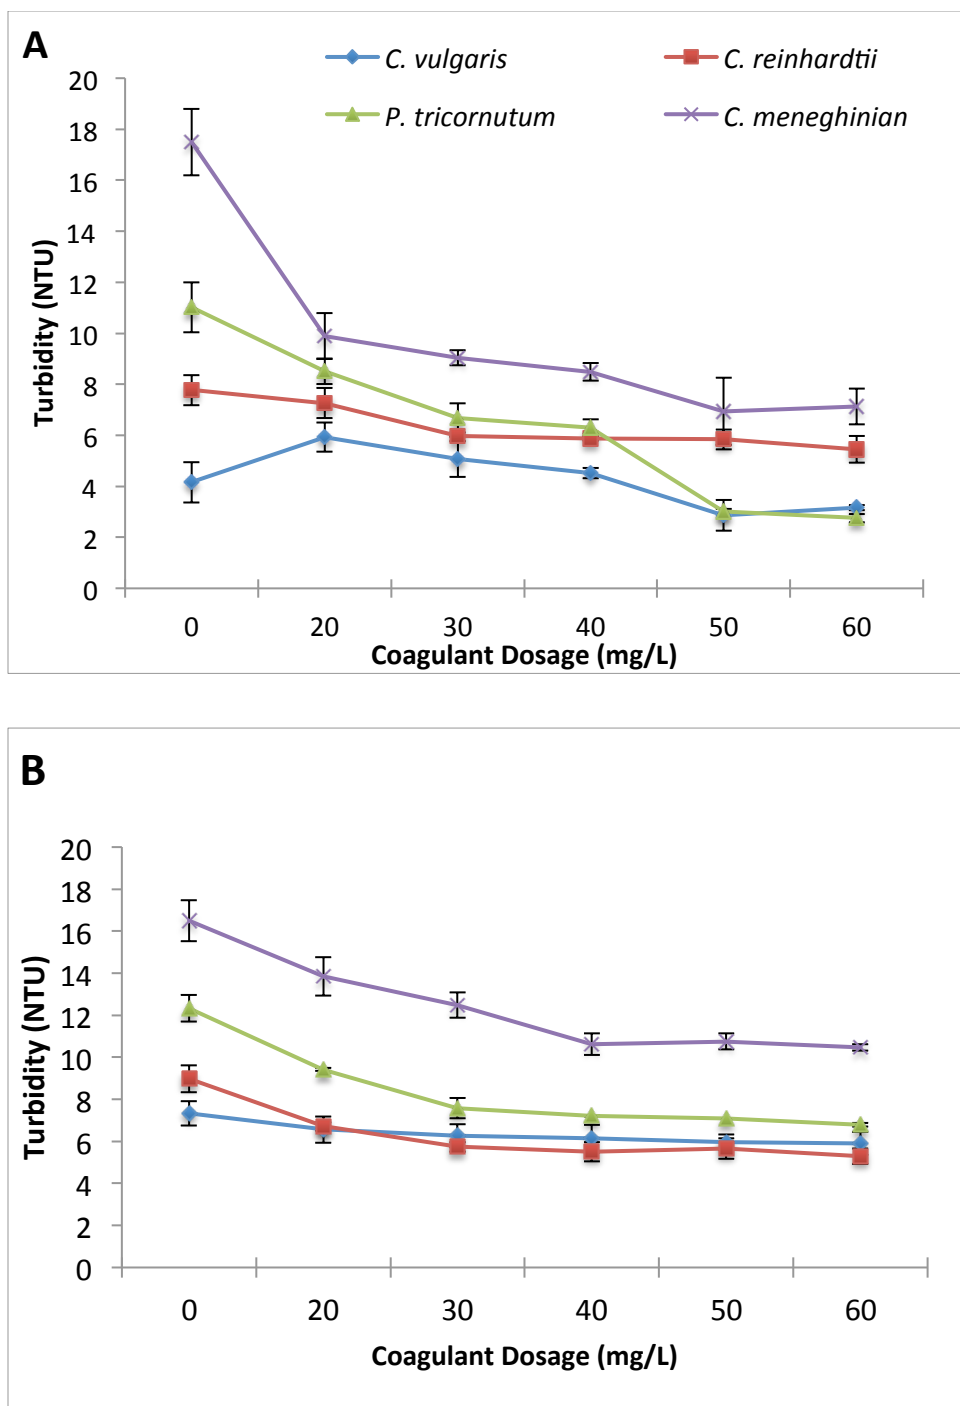 A
C. vulgaris
C. reinhardtii
P. tricornutum
C. meneghinian
20
18
16
14
12
10
8
6
4
2
0
Turbidity (NTU)
0 20 30 40 50 60
Coagulant Dosage (mg/L)
B
20
18
16
14
12
10
8
6
4
2
0
Turbidity (NTU)
0 20 30 40 50 60
Coagulant Dosage (mg/L)